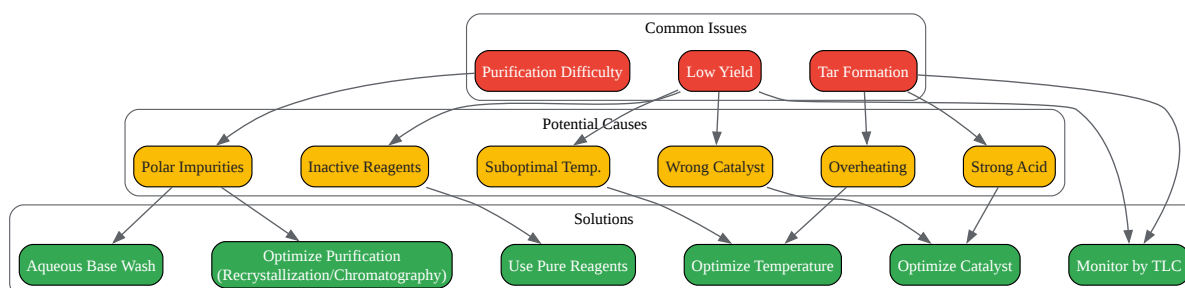 Common Issues
Purification Difficulty
Low Yield
Tar Formation
Potential Causes
Polar Impurities
Inactive Reagents
Suboptimal Temp.
Wrong Catalyst
Overheating
Strong Acid
Solutions
Aqueous Base Wash
Optimize Purification
(Recrystallization/Chromatography)
Use Pure Reagents
Optimize Temperature
Optimize Catalyst
Monitor by TLC